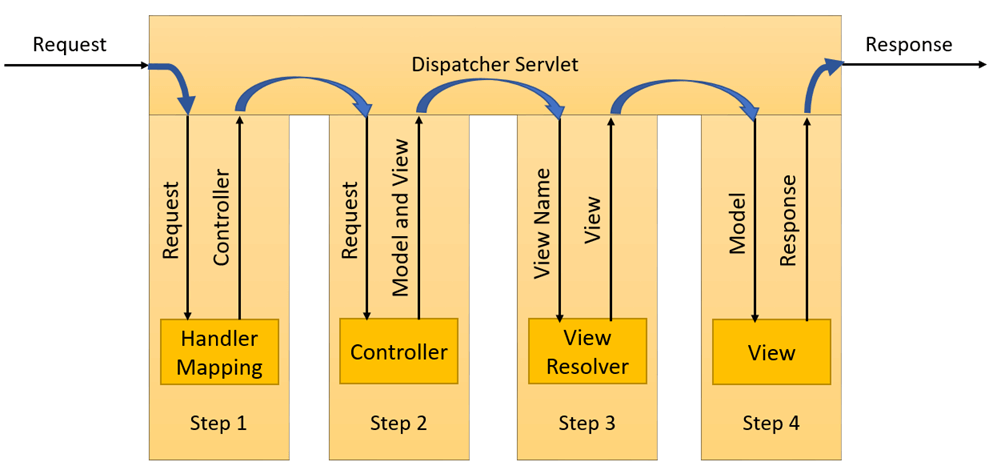 Request
Response
Dispatcher Servlet
Request
Controller
Request
Model and View
View Name
View
Model
Response
Handler
Mapping
Controller
View
Resolver
View
Step 1
Step 2
Step 3
Step 4